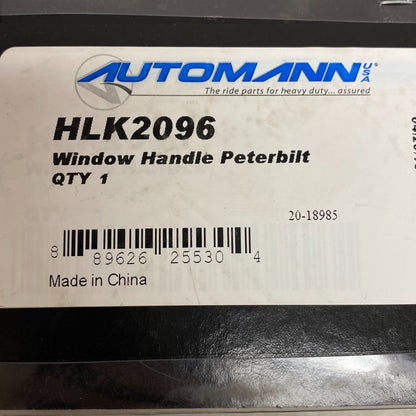 AUTOMANN USA
The ride parts for heavy duty... assured
HLK2096
Window Handle Peterbilt
QTY 1
20-18985
8 89626 25530 4
Made in China